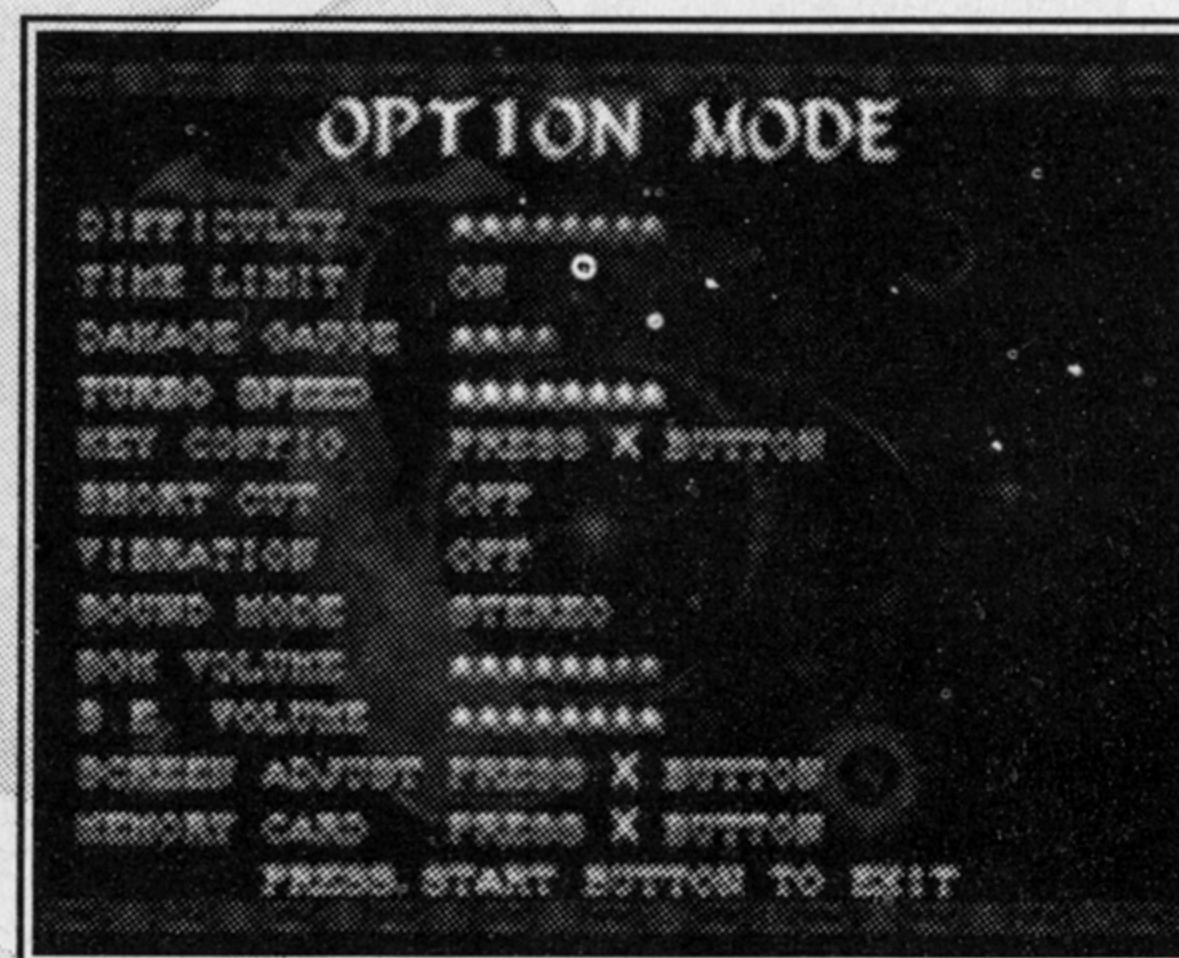 OPTION MODE
DIFFICULTY ★★★★★★★★
TIME LIMIT ON
DAMAGE GAUGE ★★★★
TURBO SPEED ★★★★★★★★
KEY CONFIG PRESS X BUTTON
SHORT CUT OFF
VIBRATION OFF
SOUND MODE STEREO
BGM VOLUME ★★★★★★★★
S.E. VOLUME ★★★★★★★★
SCREEN ADJUST PRESS X BUTTON
MEMORY CARD PRESS X BUTTON
PRESS START BUTTON TO EXIT